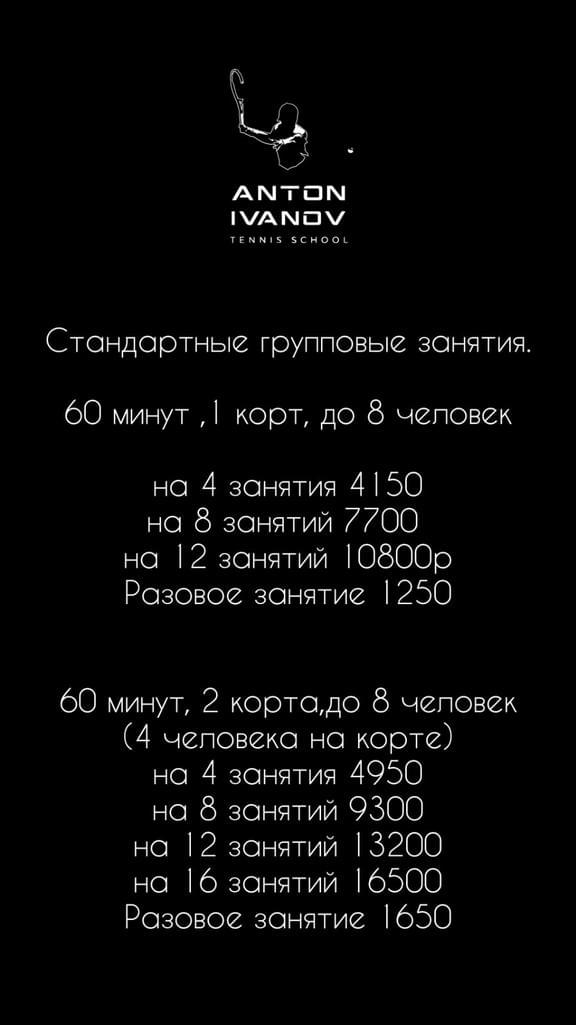 ANTON
IVANOV
TENNIS SCHOOL
Стандартные групповые занятия.
60 минут ,1 корт, до 8 человек
на 4 занятия 4150
на 8 занятий 7700
на 12 занятий 10800р
Разовое занятие 1250
60 минут, 2 корта,до 8 человек
(4 человека на корте)
на 4 занятия 4950
на 8 занятий 9300
на 12 занятий 13200
на 16 занятий 16500
Разовое занятие 1650